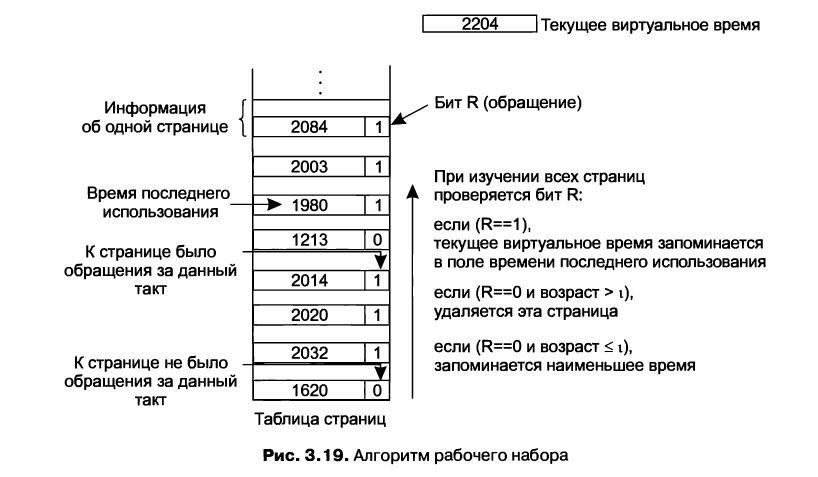 2204 Текущее виртуальное время
Информация
об одной странице
Бит R (обращение)
2084 1
2003 1
Время последнего
использования
1980 1
1213 0
К странице было
обращения за данный
такт
2014 1
2020 1
2032 1
К странице не было
обращения за данный
такт
1620 0
Таблица страниц
При изучении всех страниц
проверяется бит R:
если (R==1),
текущее виртуальное время запоминается
в поле времени последнего использования
если (R==0 и возраст > ι),
удаляется эта страница
если (R==0 и возраст ≤ ι),
запоминается наименьшее время
Рис. 3.19. Алгоритм рабочего набора